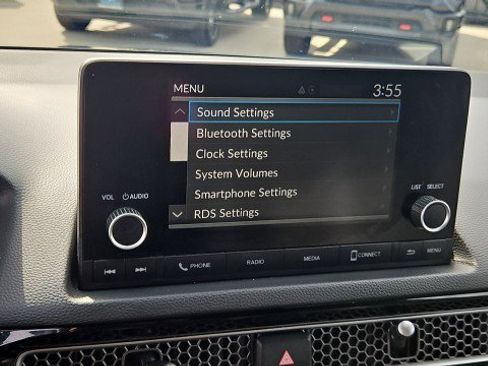 MENU 3:55
Sound Settings
Bluetooth Settings
Clock Settings
System Volumes
Smartphone Settings
RDS Settings
VOL AUDIO
LIST SELECT
PHONE RADIO MEDIA CONNECT. MENU